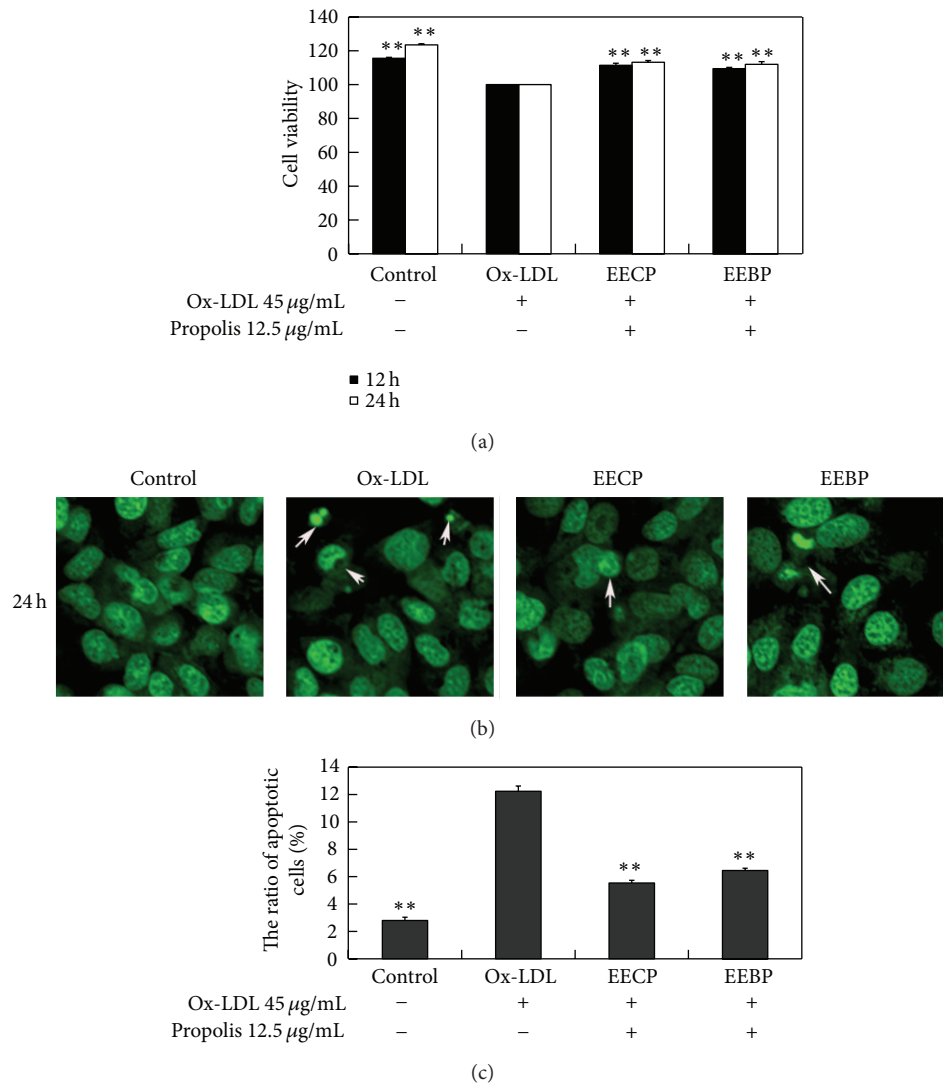 140
120
100
80
60
40
20
0
Cell viability
** ** ** ** ** **
Control Ox-LDL EECP EEBP
Ox-LDL 45 μg/mL − + + +
Propolis 12.5 μg/mL − − + +
12 h
24 h
(a)
Control Ox-LDL EECP EEBP
24 h
(b)
14
12
10
8
6
4
2
0
The ratio of apoptotic
cells (%)
** ** **
Control Ox-LDL EECP EEBP
Ox-LDL 45 μg/mL − + + +
Propolis 12.5 μg/mL − − + +
(c)